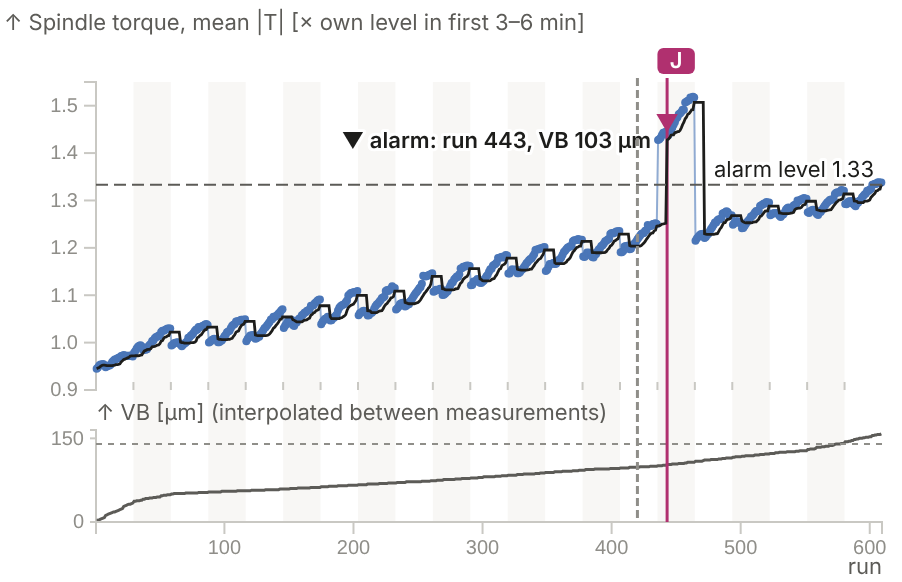 ↑ Spindle torque, mean |T| [× own level in first 3–6 min]
J
1.5
▼ alarm: run 443, VB 103 µm
1.4
alarm level 1.33
1.3
1.2
1.1
1.0
0.9
↑ VB [µm] (interpolated between measurements)
150
0
100 200 300 400 500 600
run